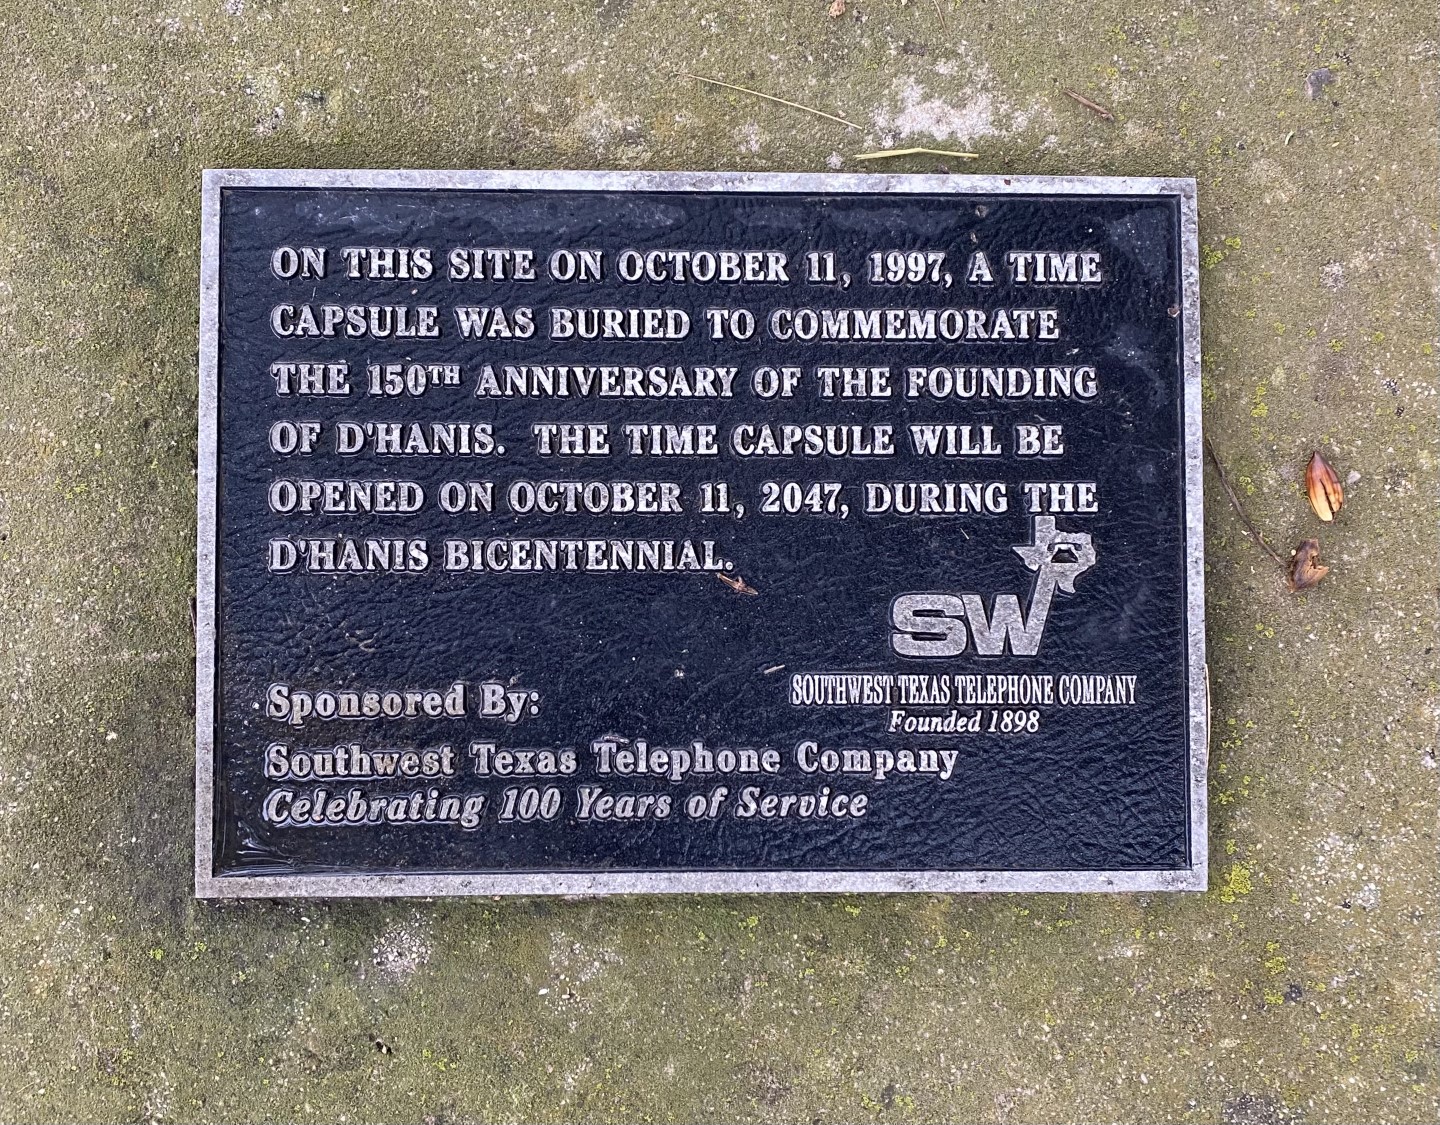 ON THIS SITE ON OCTOBER 11, 1997, A TIME
CAPSULE WAS BURIED TO COMMEMORATE
THE 150TH ANNIVERSARY OF THE FOUNDING
OF D'HANIS. THE TIME CAPSULE WILL BE
OPENED ON OCTOBER 11, 2047, DURING THE
D'HANIS BICENTENNIAL.
SW
SOUTHWEST TEXAS TELEPHONE COMPANY
Founded 1898
Sponsored By:
Southwest Texas Telephone Company
Celebrating 100 Years of Service